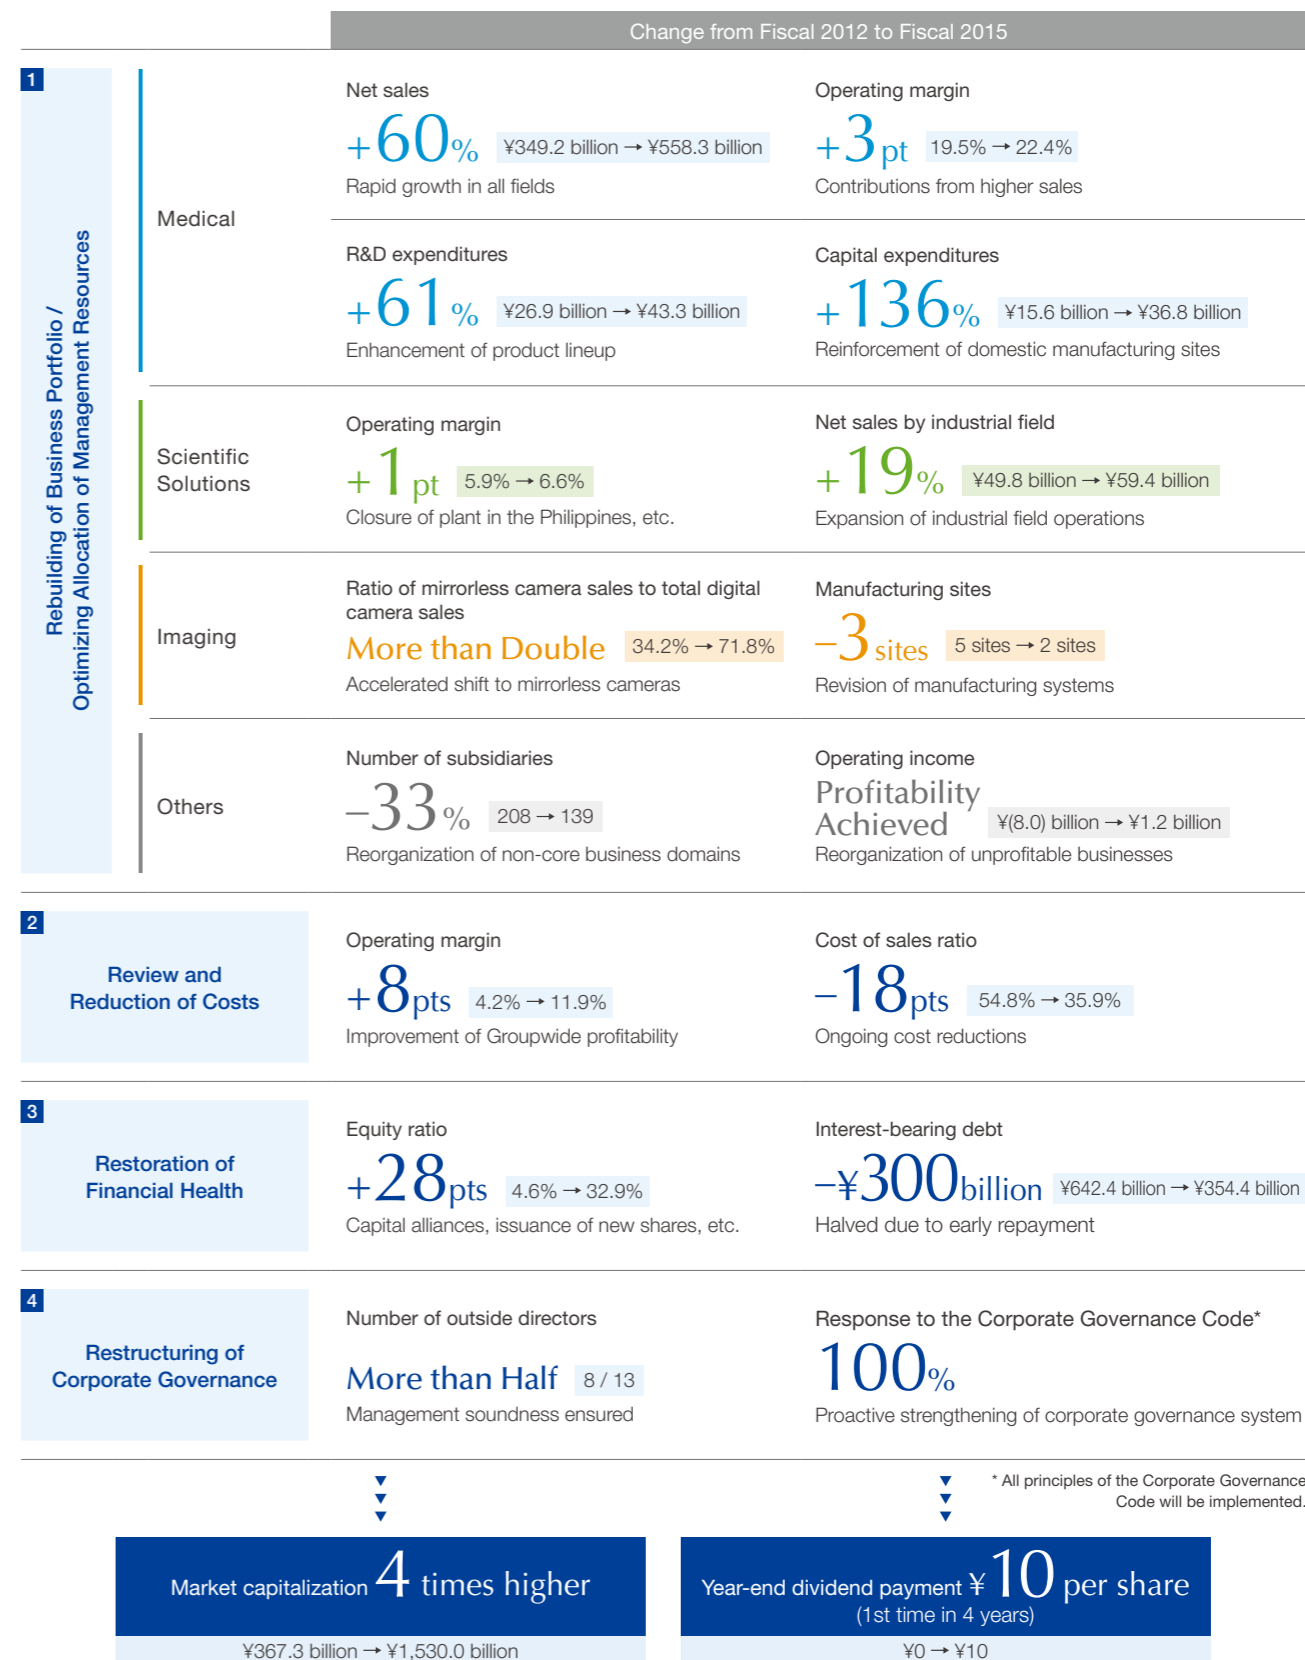 Change from Fiscal 2012 to Fiscal 2015
1
Rebuilding of Business Portfolio /
Optimizing Allocation of Management Resources
Medical
Net sales
+60% ¥349.2 billion → ¥558.3 billion
Rapid growth in all fields
Operating margin
+3 pt 19.5% → 22.4%
Contributions from higher sales
R&D expenditures
+61% ¥26.9 billion → ¥43.3 billion
Enhancement of product lineup
Capital expenditures
+136% ¥15.6 billion → ¥36.8 billion
Reinforcement of domestic manufacturing sites
Scientific
Solutions
Operating margin
+1 pt 5.9% → 6.6%
Closure of plant in the Philippines, etc.
Net sales by industrial field
+19% ¥49.8 billion → ¥59.4 billion
Expansion of industrial field operations
Imaging
Ratio of mirrorless camera sales to total digital
camera sales
More than Double 34.2% → 71.8%
Accelerated shift to mirrorless cameras
Manufacturing sites
–3 sites 5 sites → 2 sites
Revision of manufacturing systems
Others
Number of subsidiaries
–33% 208 → 139
Reorganization of non-core business domains
Operating income
Profitability
Achieved ¥(8.0) billion → ¥1.2 billion
Reorganization of unprofitable businesses
2
Review and
Reduction of Costs
Operating margin
+8pts 4.2% → 11.9%
Improvement of Groupwide profitability
Cost of sales ratio
–18pts 54.8% → 35.9%
Ongoing cost reductions
3
Restoration of
Financial Health
Equity ratio
+28pts 4.6% → 32.9%
Capital alliances, issuance of new shares, etc.
Interest-bearing debt
–¥300billion ¥642.4 billion → ¥354.4 billion
Halved due to early repayment
4
Restructuring of
Corporate Governance
Number of outside directors
More than Half 8 / 13
Management soundness ensured
Response to the Corporate Governance Code*
100%
Proactive strengthening of corporate governance system
* All principles of the Corporate Governance
Code will be implemented.
Market capitalization 4 times higher
¥367.3 billion → ¥1,530.0 billion
Year-end dividend payment ¥10 per share
(1st time in 4 years)
¥0 → ¥10